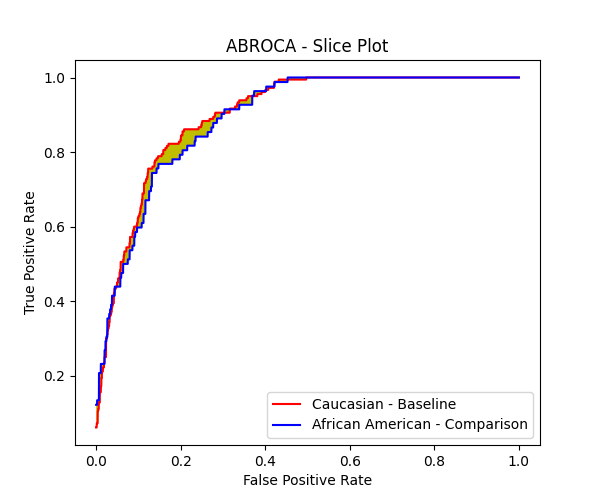 ABROCA - Slice Plot
True Positive Rate
1.0
0.8
0.6
0.4
0.2
Caucasian - Baseline
African American - Comparison
0.0 0.2 0.4 0.6 0.8 1.0
False Positive Rate